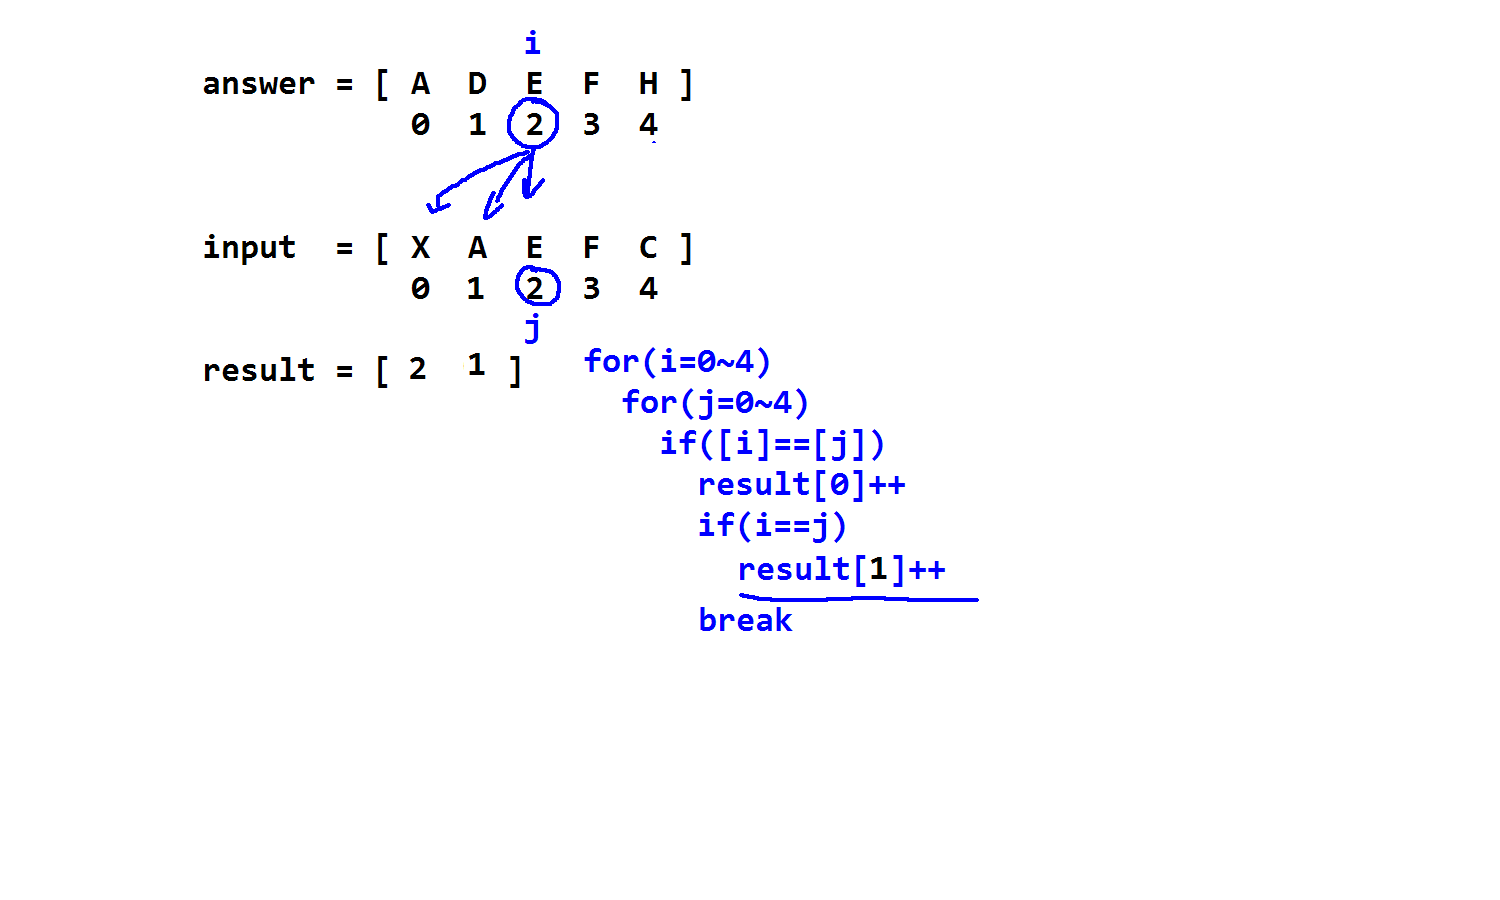 i
answer = [ A D E F H ]
0 1 2 3 4
input = [ X A E F C ]
0 1 2 3 4
j
result = [ 2 1 ]
for(i=0~4)
for(j=0~4)
if([i]==[j])
result[0]++
if(i==j)
result[1]++
break